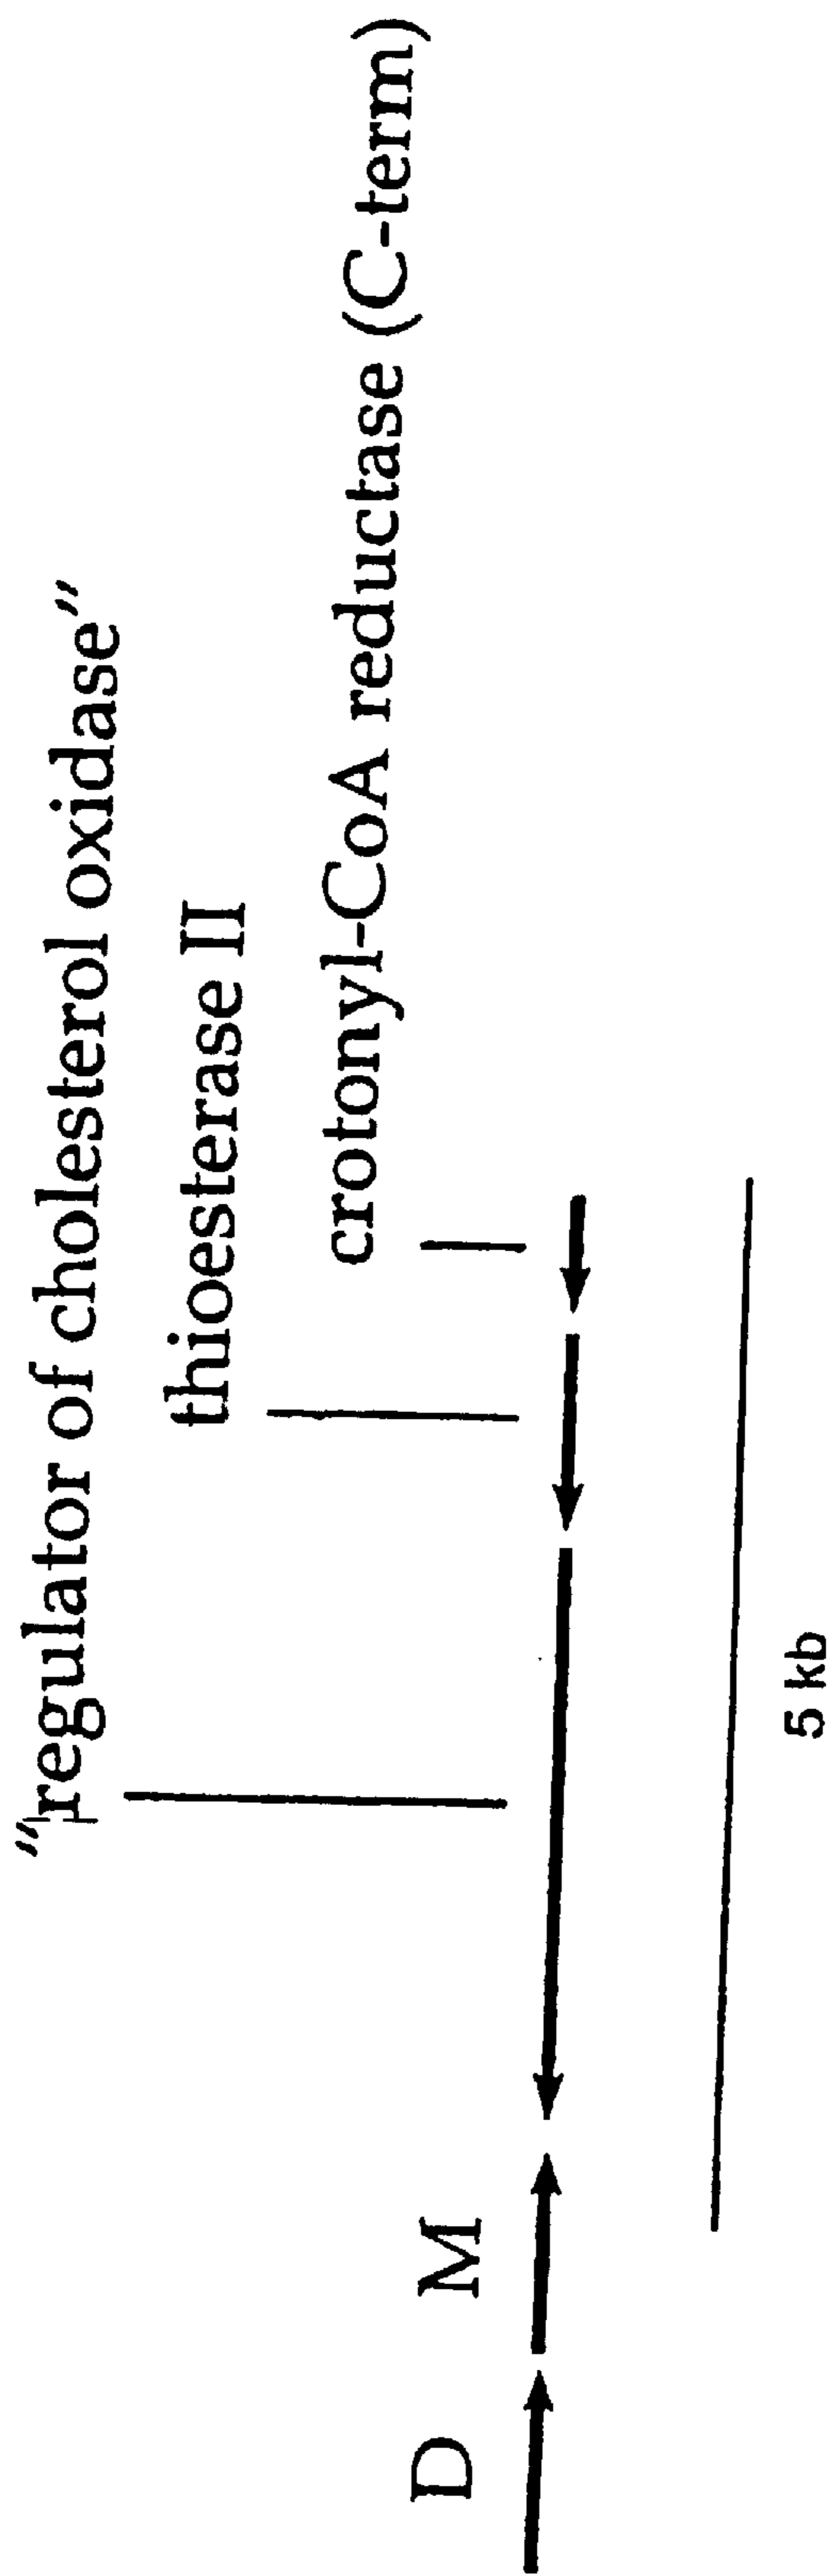 "regulator of cholesterol oxidase"
thioesterase II
crotonyl-CoA reductase (C-term)
D M
5 kb